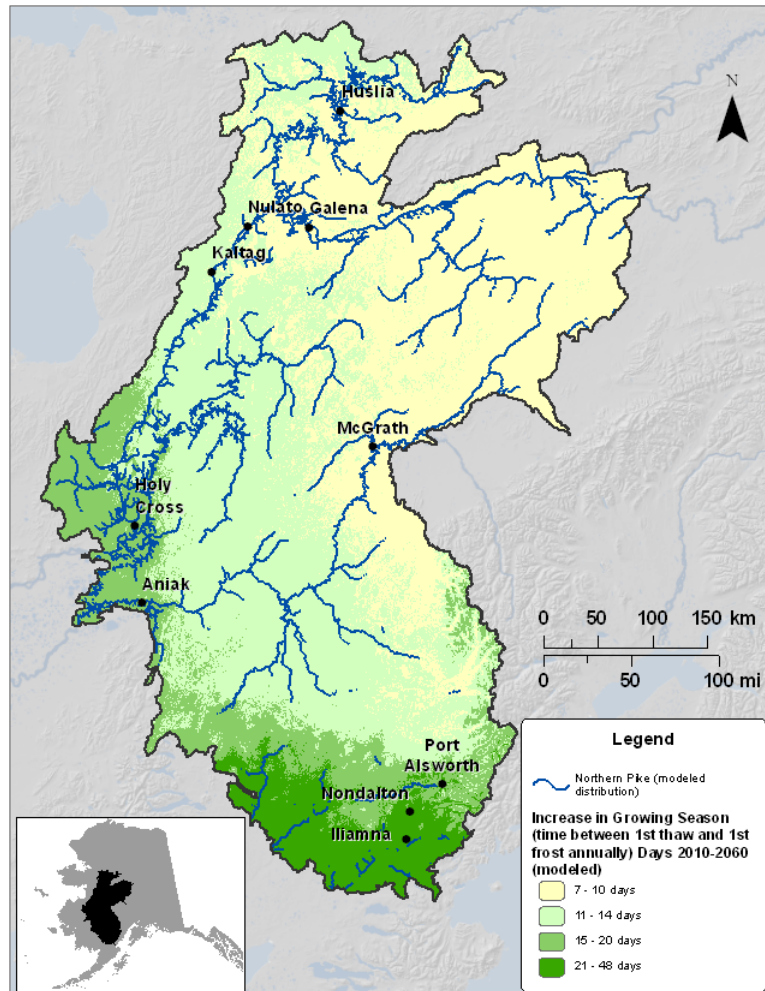 N
Huslia
Nulato Galena
Kaltag
McGrath
Holy
Cross
Aniak
0 50 100 150 km
0 50 100 mi
Port
Alsworth
Nondalton
Iliamna
Legend
Northern Pike (modeled
distribution)
Increase in Growing Season
(time between 1st thaw and 1st
frost annually) Days 2010-2060
(modeled)
7 - 10 days
11 - 14 days
15 - 20 days
21 - 48 days